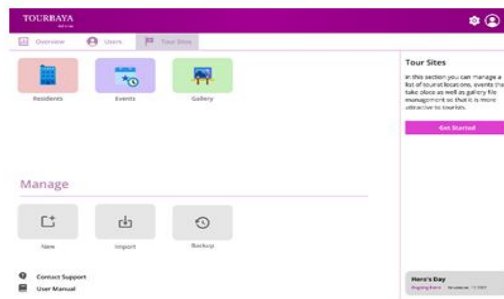 TOURBAYA
Overview
Users
Tour Sites
Residents
Events
Gallery
Manage
New
Import
Backup
Contact Support
User Manual
Tour Sites
In this section you can manage a
list of tourist locations, events tha
take place as well as gallery file
management so that it is more
attractive to tourists.
Get Started
Hero's Day
Ongoing Event